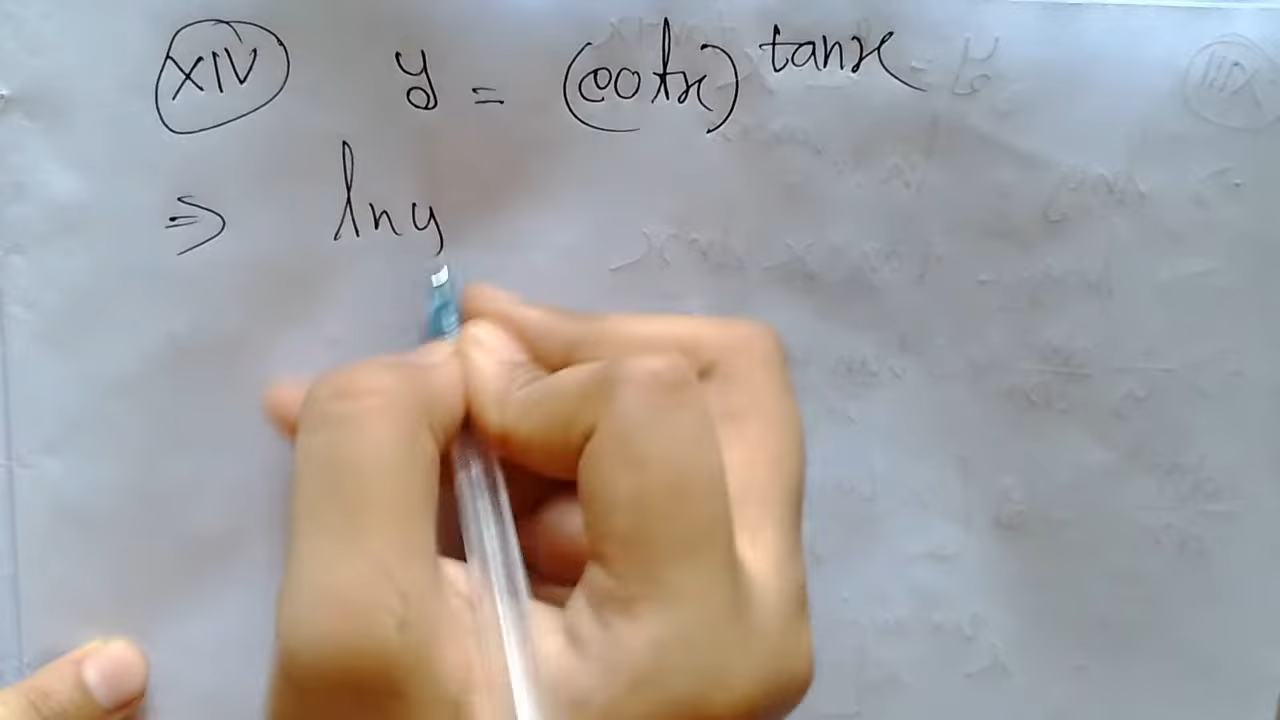 XIV y = (cotx)^tanx
⇒ lny